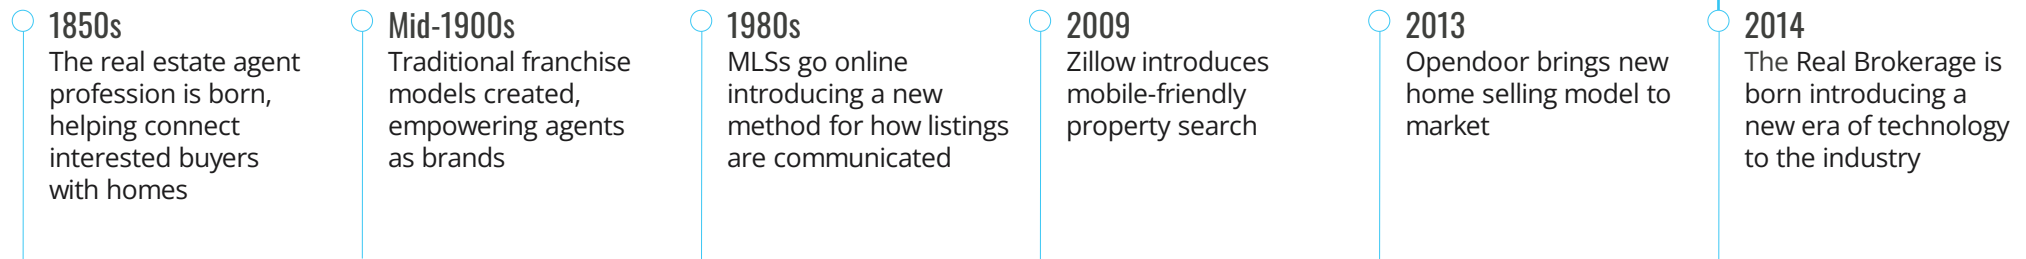 1850s
The real estate agent
profession is born,
helping connect
interested buyers
with homes
Mid-1900s
Traditional franchise
models created,
empowering agents
as brands
1980s
MLSs go online
introducing a new
method for how listings
are communicated
2009
Zillow introduces
mobile-friendly
property search
2013
Opendoor brings new
home selling model to
market
2014
The Real Brokerage is
born introducing a
new era of technology
to the industry